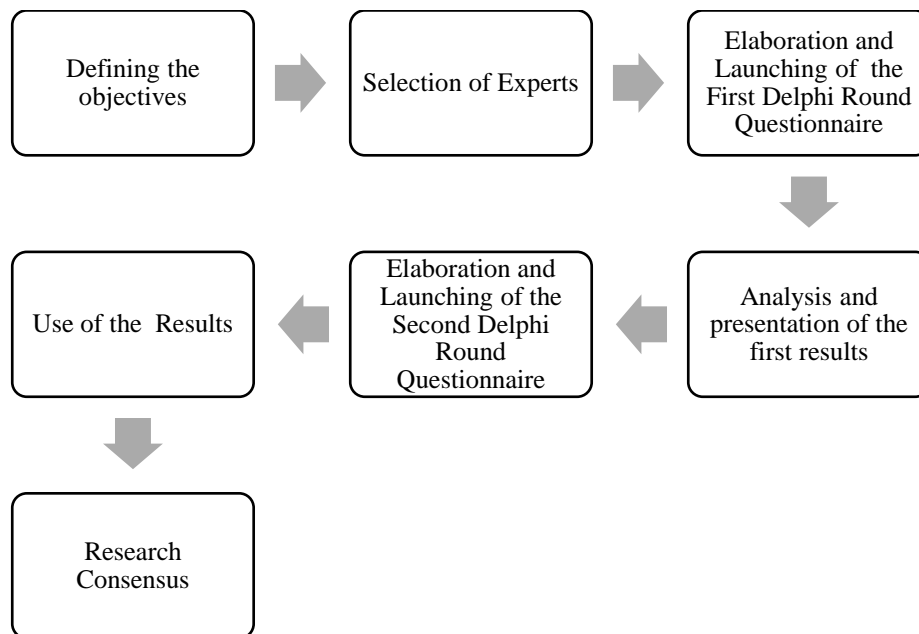 Defining the
objectives
Selection of Experts
Elaboration and
Launching of  the
First Delphi Round
Questionnaire
Analysis and
presentation of the
first results
Elaboration and
Launching of the
Second Delphi
Round
Questionnaire
Use of the  Results
Research
Consensus